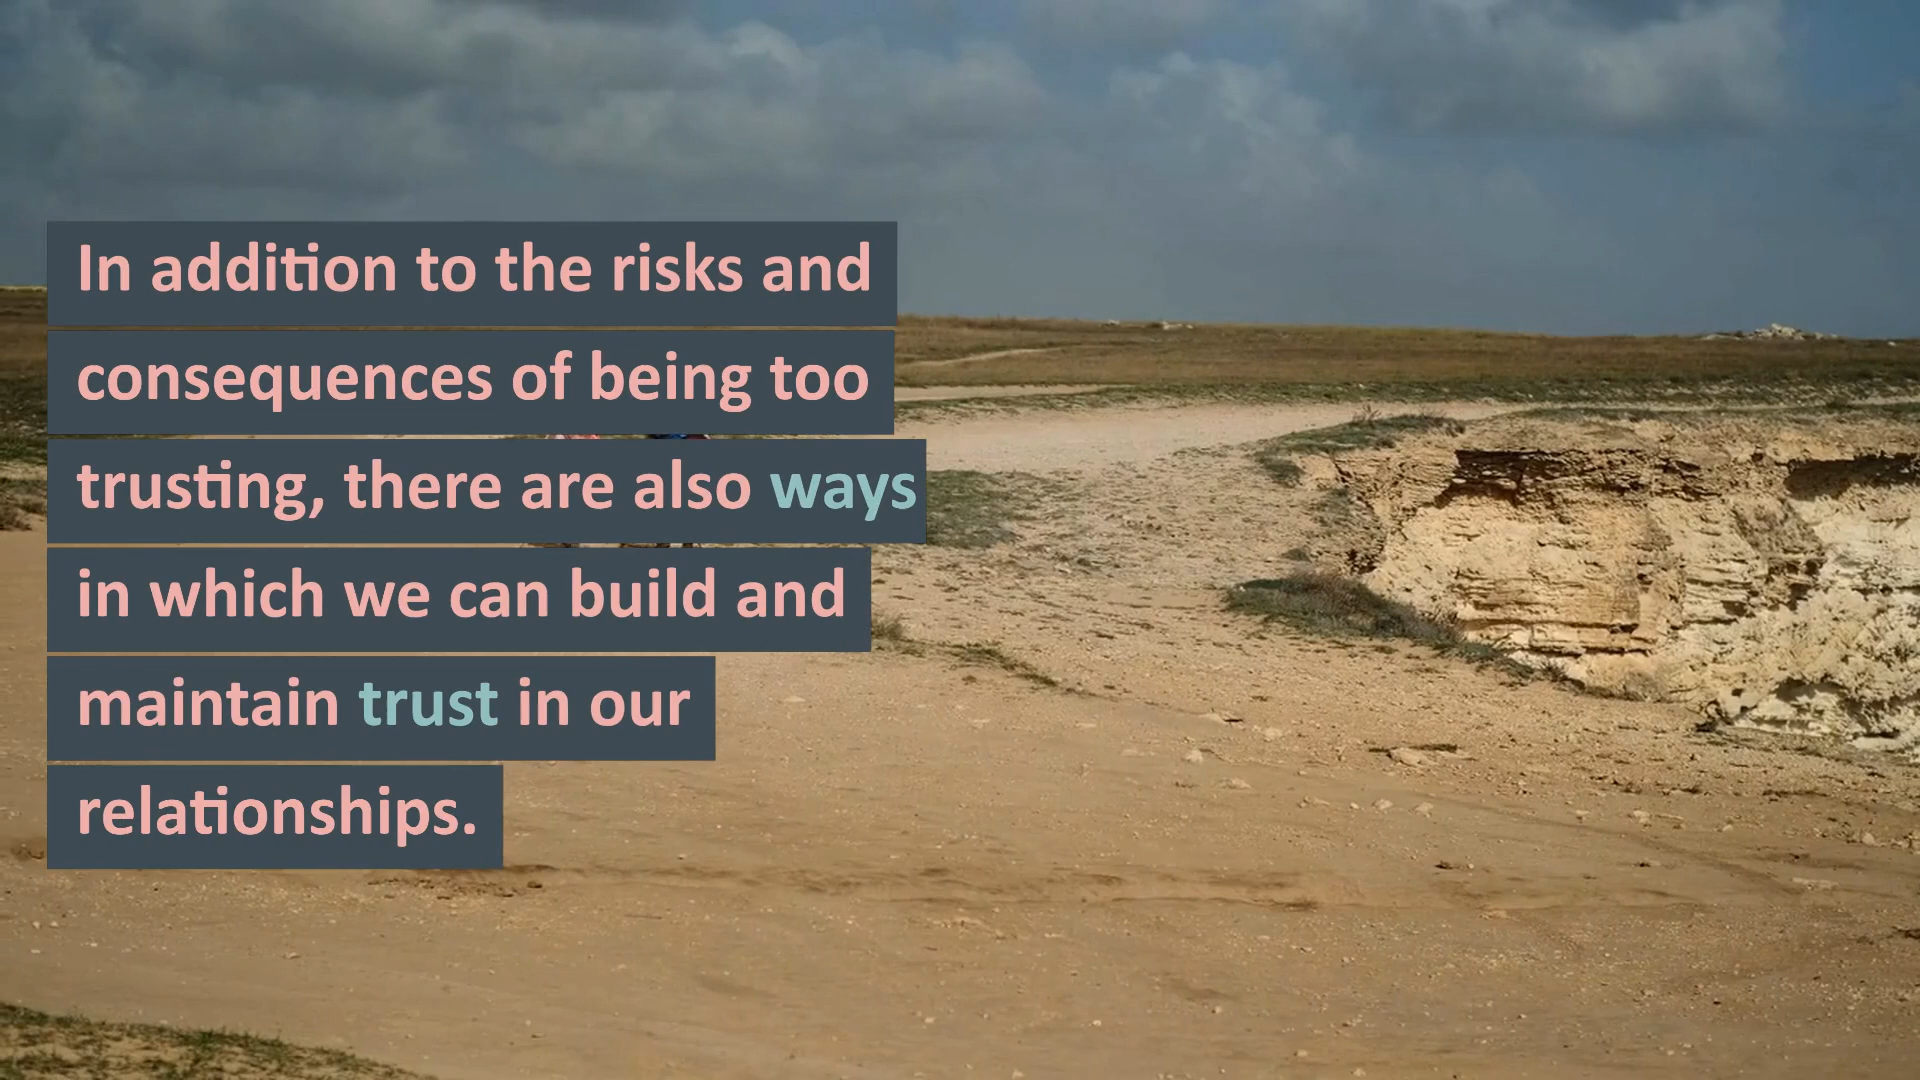 In addition to the risks and
consequences of being too
trusting, there are also ways
in which we can build and
maintain trust in our
relationships.